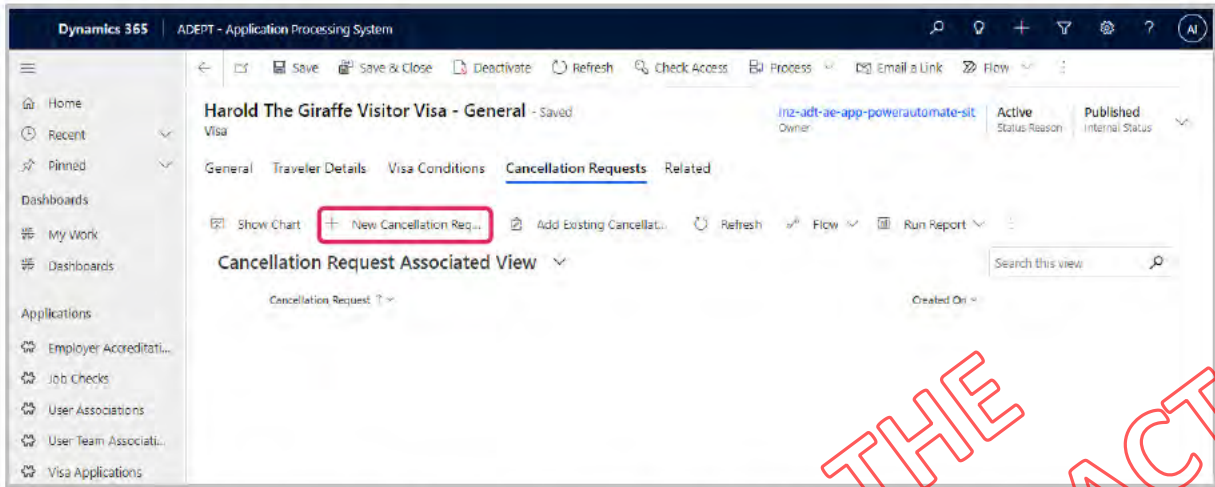 Dynamics 365 ADEPT - Application Processing System ? AI
Save Save & Close Deactivate Refresh Check Access Process Email a Link Flow
Home
Recent
Pinned
Dashboards
My Work
Dashboards
Applications
Employer Accreditati...
Job Checks
User Associations
User Team Associati...
Visa Applications
Harold The Giraffe Visitor Visa - General - Saved
Visa
inz-adt-ae-app-powerautomate-sit
Owner
Active
Status Reason
Published
Internal Status
General Traveler Details Visa Conditions Cancellation Requests Related
Show Chart + New Cancellation Req... Add Existing Cancellat... Refresh Flow Run Report
Cancellation Request Associated View
Search this view
Cancellation Request ↑ Created On
THE
ACT